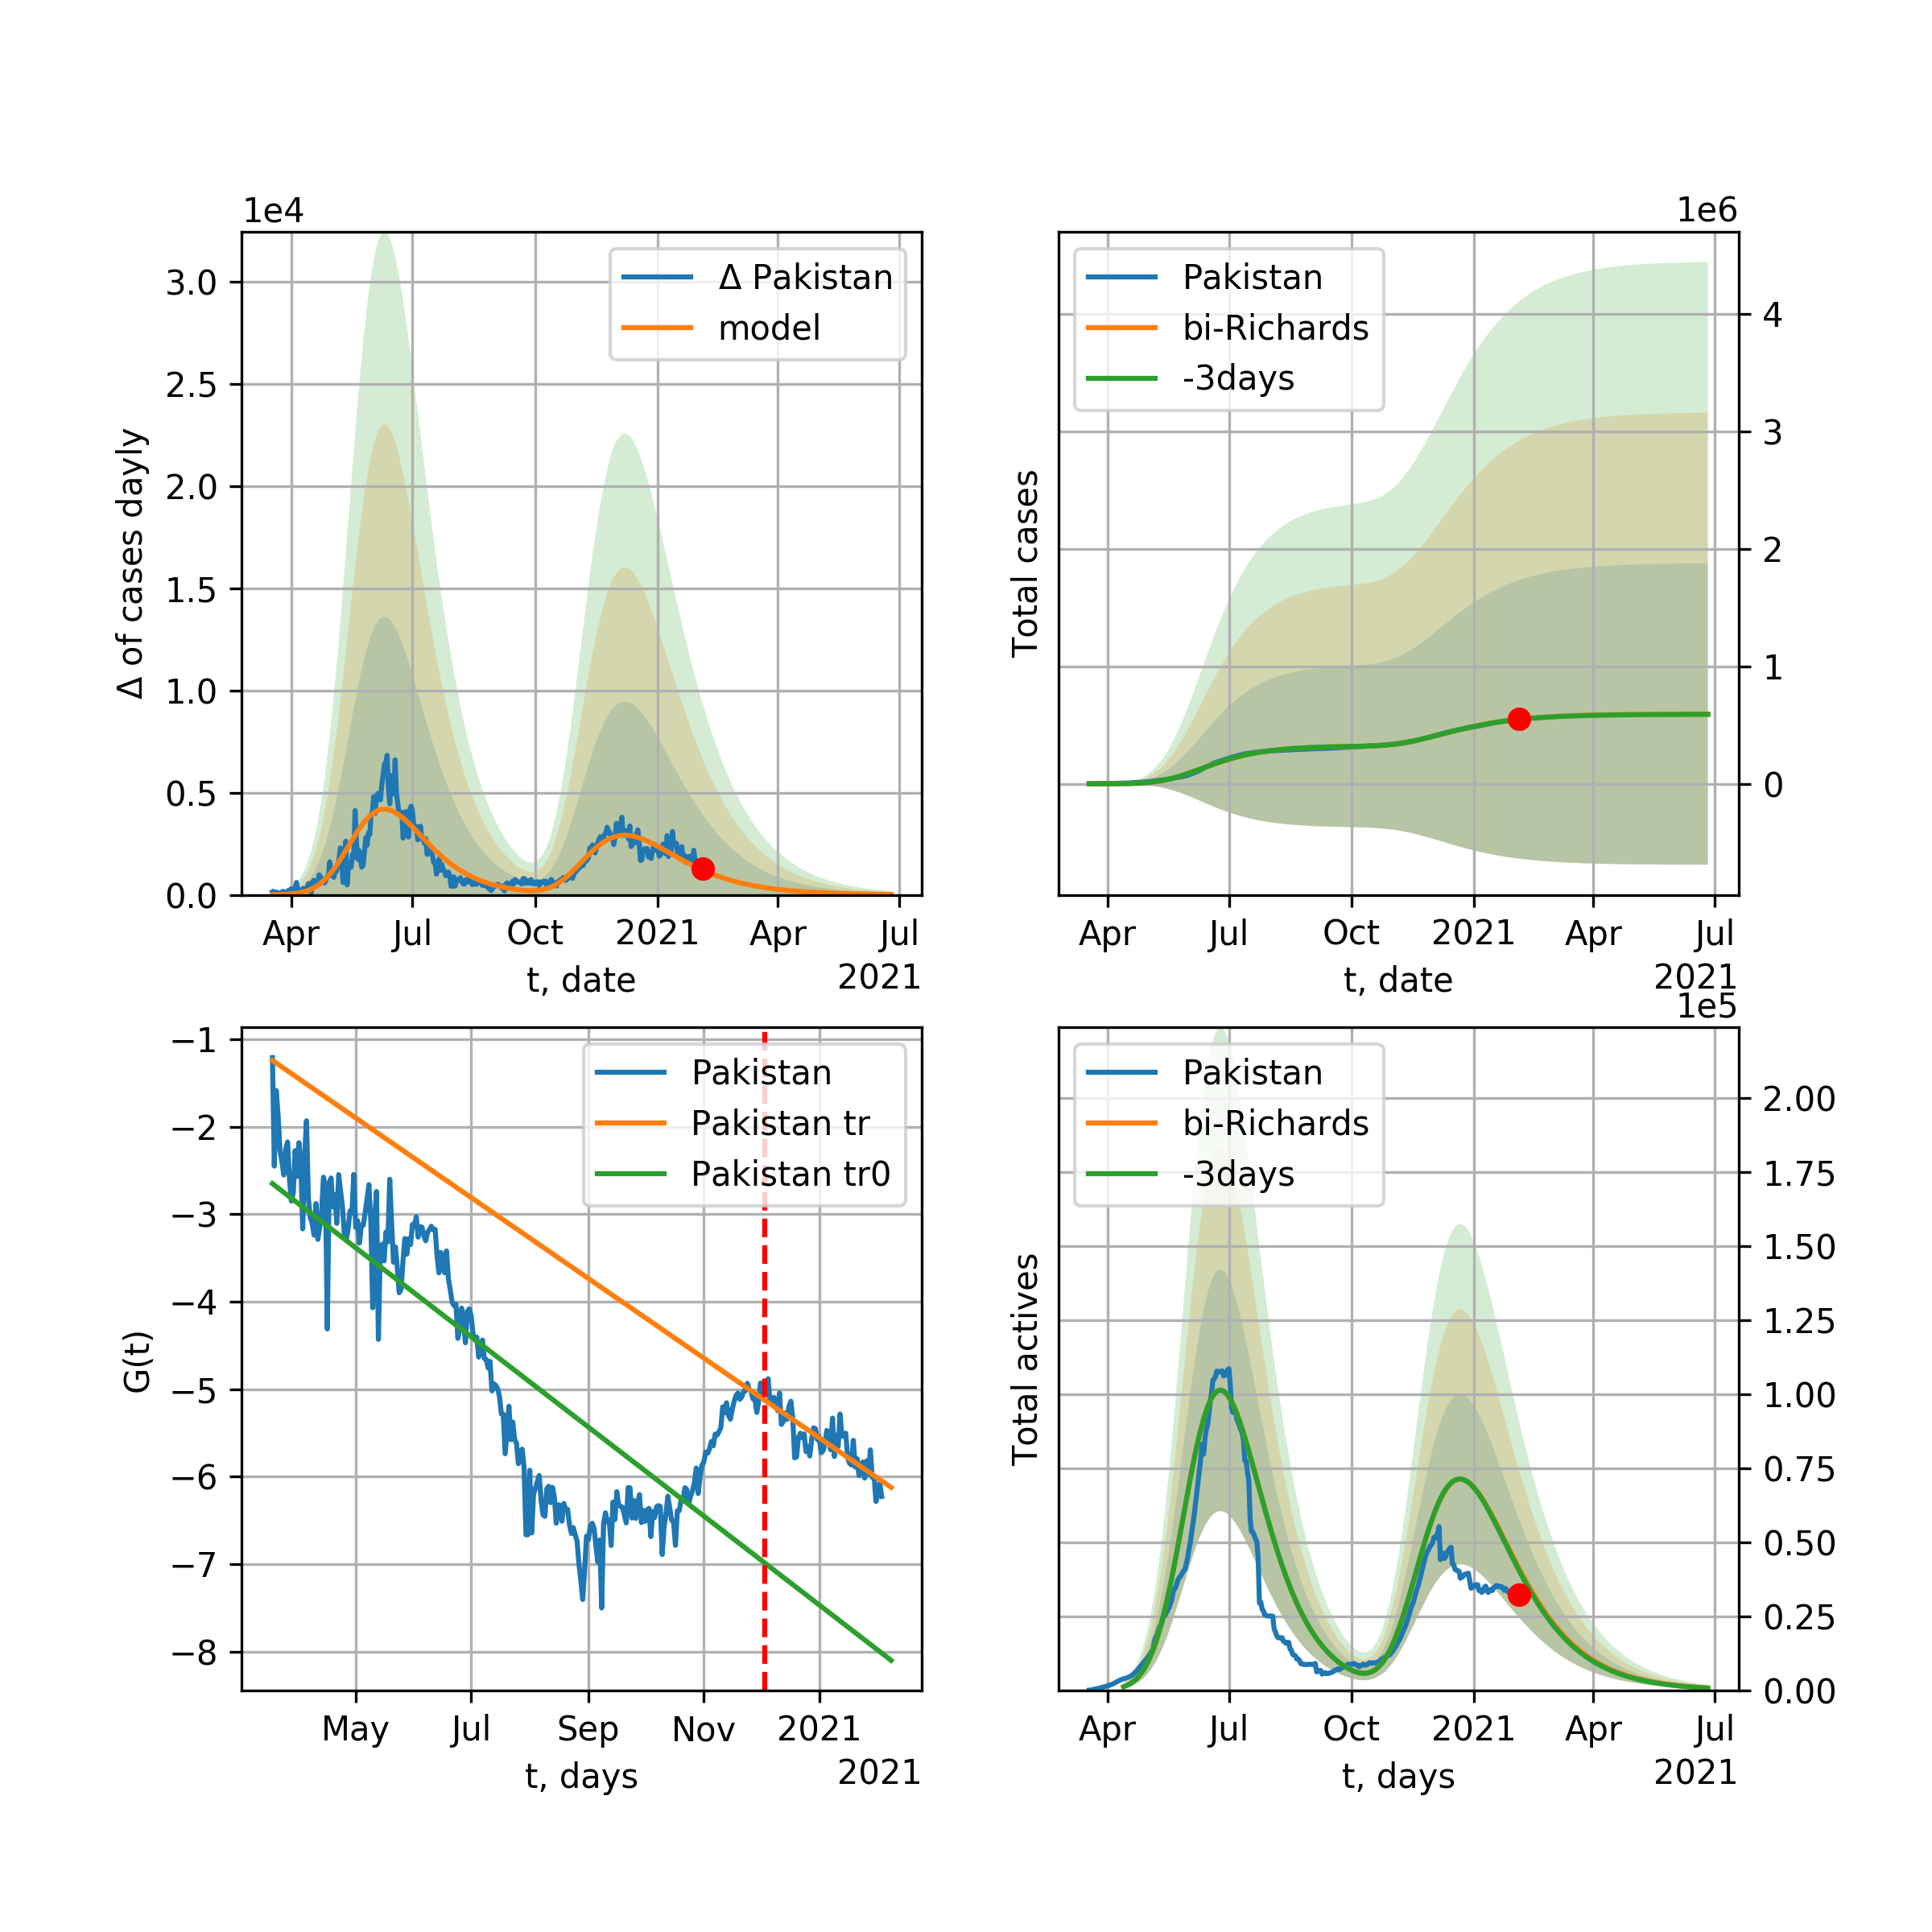 1e4
3.0
2.5
2.0
1.5
1.0
0.5
0.0
Δ of cases dayly
Δ Pakistan
model
Apr Jul Oct 2021 Apr Jul
t, date
2021
1e6
4
3
2
1
0
Total cases
Pakistan
bi-Richards
-3days
Apr Jul Oct 2021 Apr Jul
t, date
2021
−1
−2
−3
−4
−5
−6
−7
−8
G(t)
Pakistan
Pakistan tr
Pakistan tr0
May Jul Sep Nov 2021
t, days
2021
1e5
2.00
1.75
1.50
1.25
1.00
0.75
0.50
0.25
0.00
Total actives
Pakistan
bi-Richards
-3days
Apr Jul Oct 2021 Apr Jul
t, days
2021